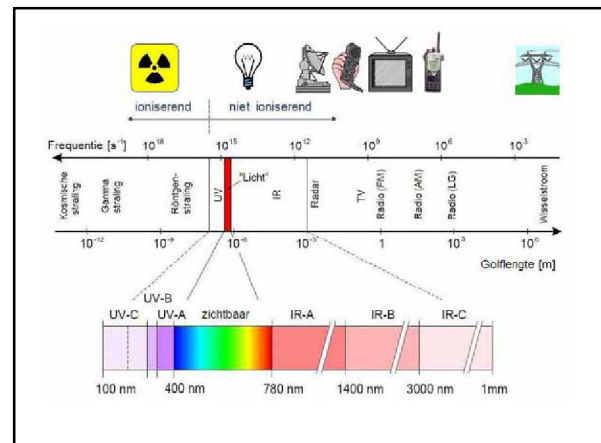 ioniserend niet ioniserend
Frequentie [s⁻¹] 10¹⁸ 10¹⁵ 10¹² 10⁹ 10⁶ 10³
Kosmische straling
Gamma straling
Röntgen- straling
UV
"Licht"
IR
Radar
TV
Radio (FM)
Radio (AM)
Radio (LG)
Wisselstroom
10⁻¹² 10⁻⁹ 10⁻⁶ 10⁻³ 1 10³ 10⁶
Golflengte [m]
UV-B
UV-C UV-A zichtbaar IR-A IR-B IR-C
100 nm 400 nm 780 nm 1400 nm 3000 nm 1mm